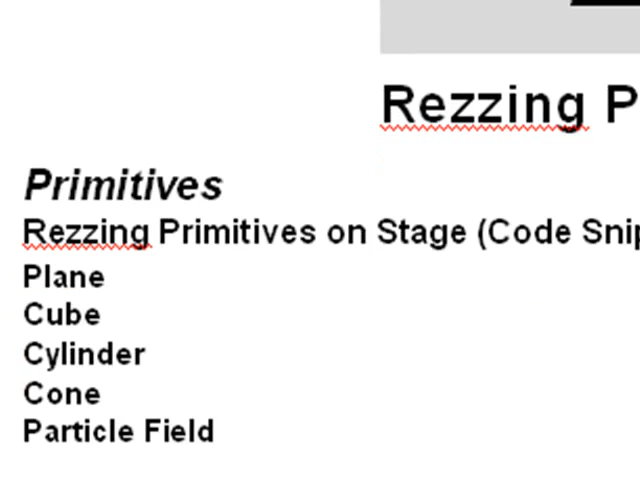 Rezzing P
Primitives
Rezzing Primitives on Stage (Code Snip
Plane
Cube
Cylinder
Cone
Particle Field